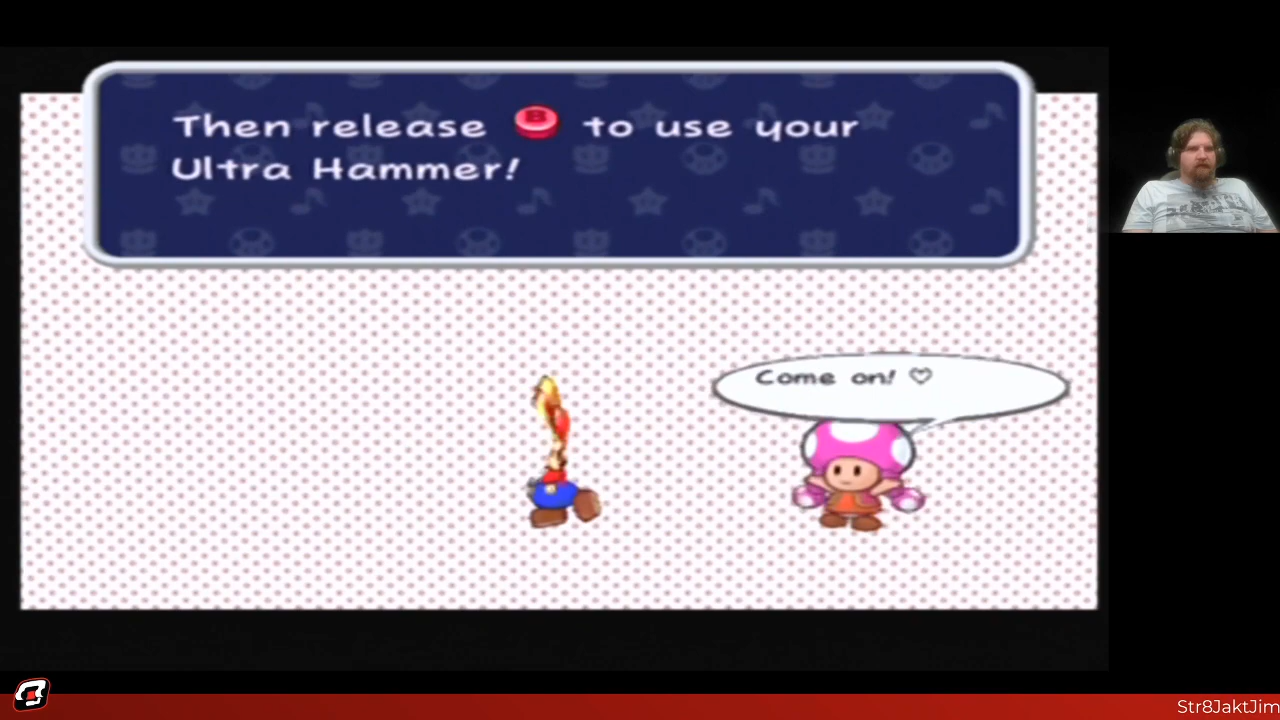 Then release B to use your
Ultra Hammer!
Come on! ♡
Str8JaktJim